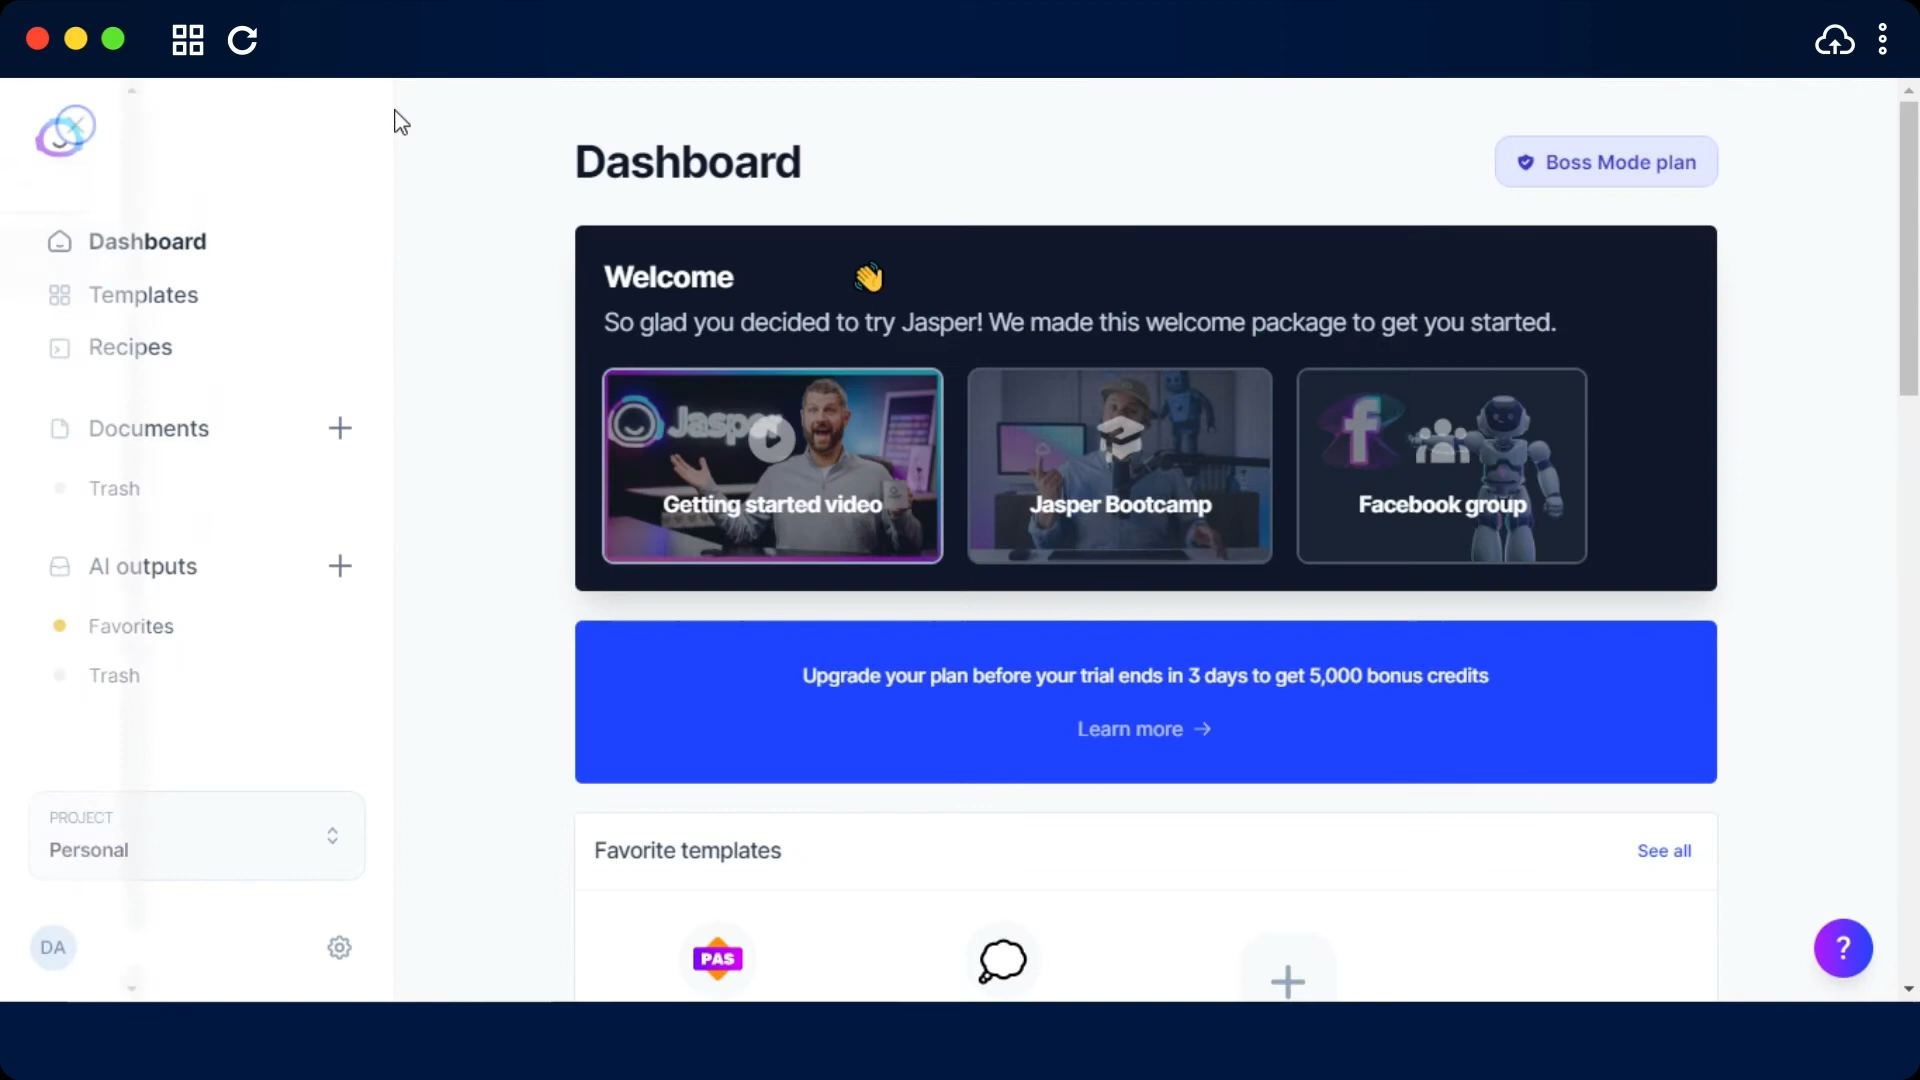 Dashboard
Templates
Recipes
Documents
Trash
AI outputs
Favorites
Trash
PROJECT
Personal
DA
Dashboard
Boss Mode plan
Welcome
So glad you decided to try Jasper! We made this welcome package to get you started.
Jasper
Getting started video
Jasper Bootcamp
f
Facebook group
Upgrade your plan before your trial ends in 3 days to get 5,000 bonus credits
Learn more →
Favorite templates
See all
PAS
?